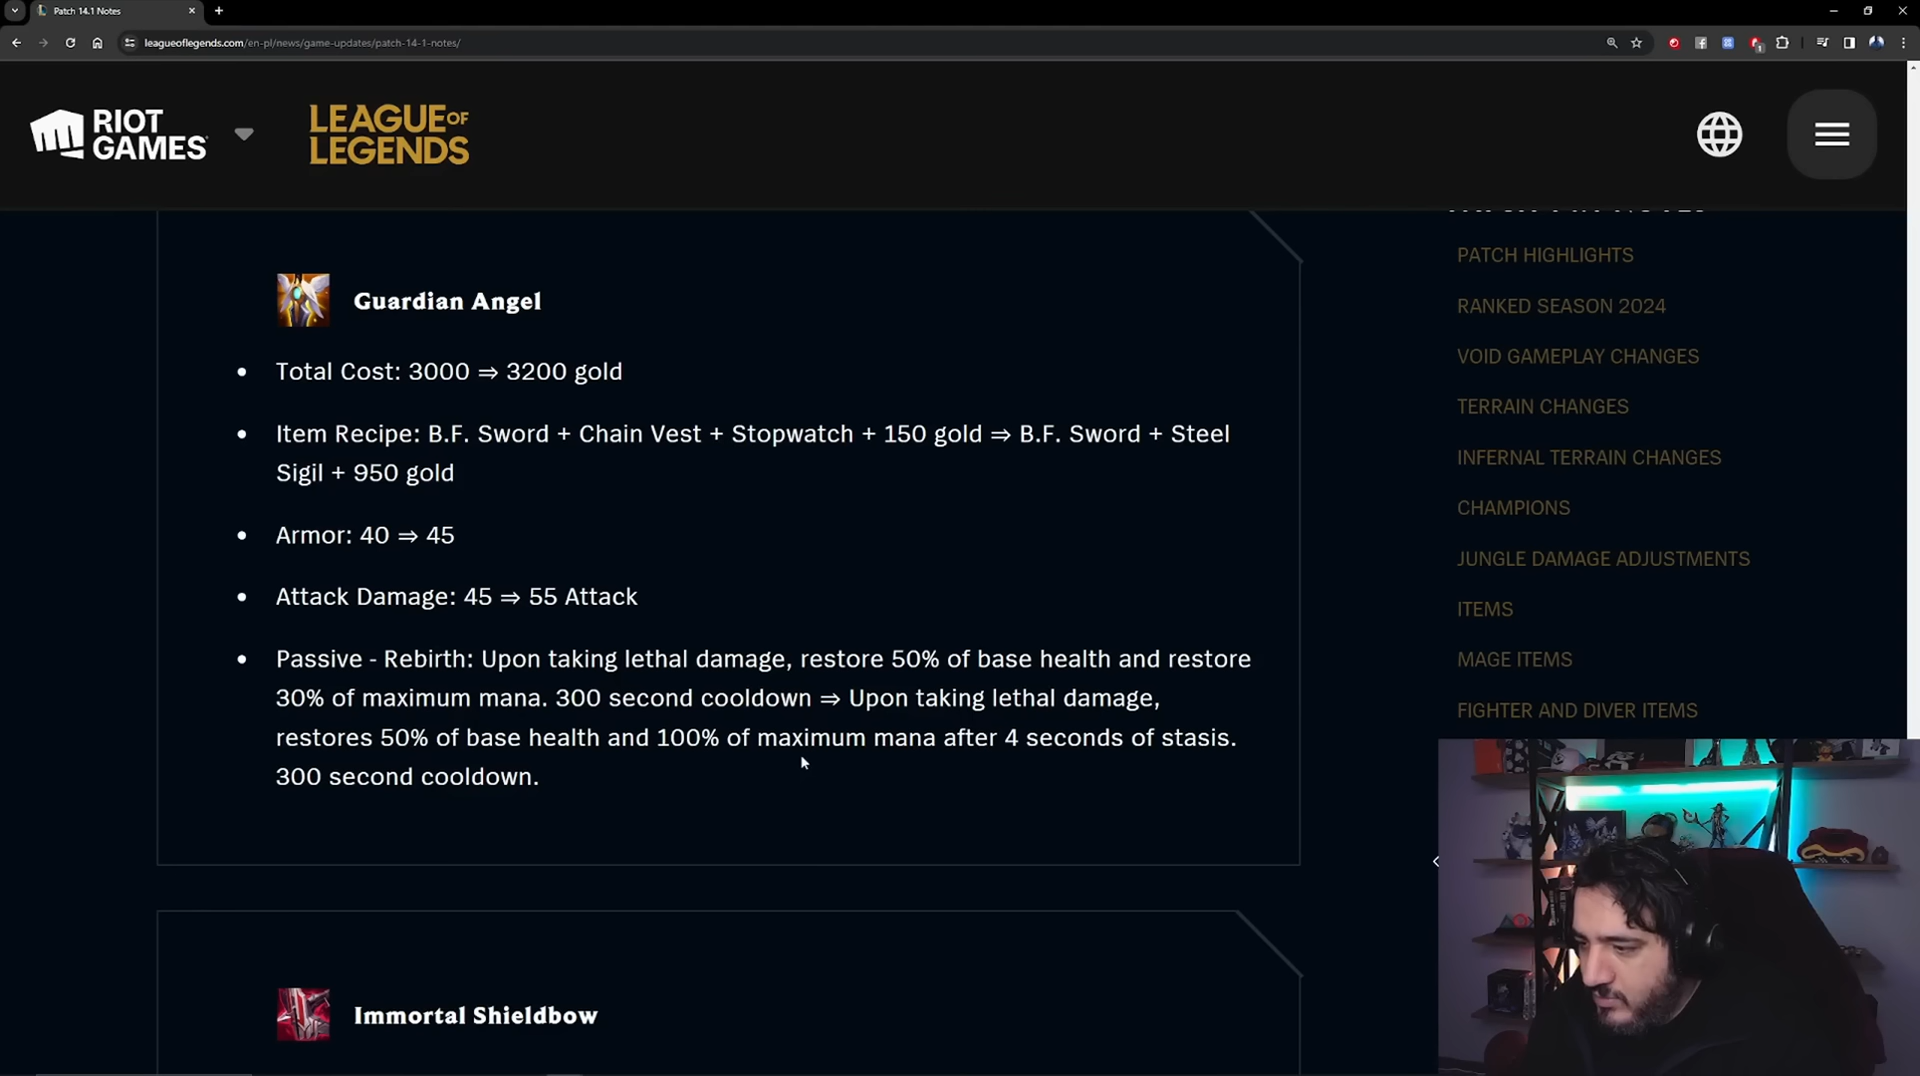 Patch 14.1 Notes
leagueoflegends.com/en-pl/news/game-updates/patch-14-1-notes/
RIOT
GAMES
LEAGUE OF
LEGENDS
Guardian Angel
• Total Cost: 3000 ⇒ 3200 gold
• Item Recipe: B.F. Sword + Chain Vest + Stopwatch + 150 gold ⇒ B.F. Sword + Steel
Sigil + 950 gold
• Armor: 40 ⇒ 45
• Attack Damage: 45 ⇒ 55 Attack
• Passive - Rebirth: Upon taking lethal damage, restore 50% of base health and restore
30% of maximum mana. 300 second cooldown ⇒ Upon taking lethal damage,
restores 50% of base health and 100% of maximum mana after 4 seconds of stasis.
300 second cooldown.
Immortal Shieldbow
PATCH HIGHLIGHTS
RANKED SEASON 2024
VOID GAMEPLAY CHANGES
TERRAIN CHANGES
INFERNAL TERRAIN CHANGES
CHAMPIONS
JUNGLE DAMAGE ADJUSTMENTS
ITEMS
MAGE ITEMS
FIGHTER AND DIVER ITEMS